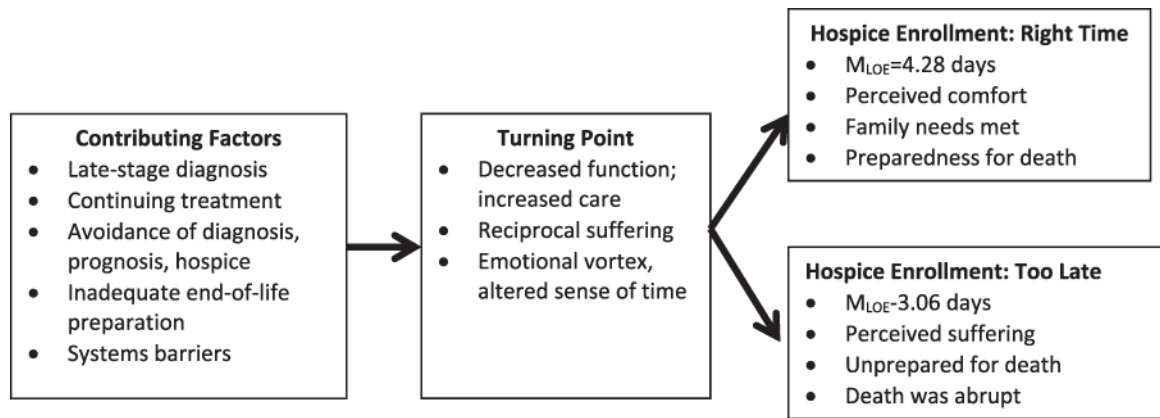 Contributing Factors
• Late-stage diagnosis
• Continuing treatment
• Avoidance of diagnosis,
prognosis, hospice
• Inadequate end-of-life
preparation
• Systems barriers
Turning Point
• Decreased function;
increased care
• Reciprocal suffering
• Emotional vortex,
altered sense of time
Hospice Enrollment: Right Time
• MLOE=4.28 days
• Perceived comfort
• Family needs met
• Preparedness for death
Hospice Enrollment: Too Late
• MLOE-3.06 days
• Perceived suffering
• Unprepared for death
• Death was abrupt